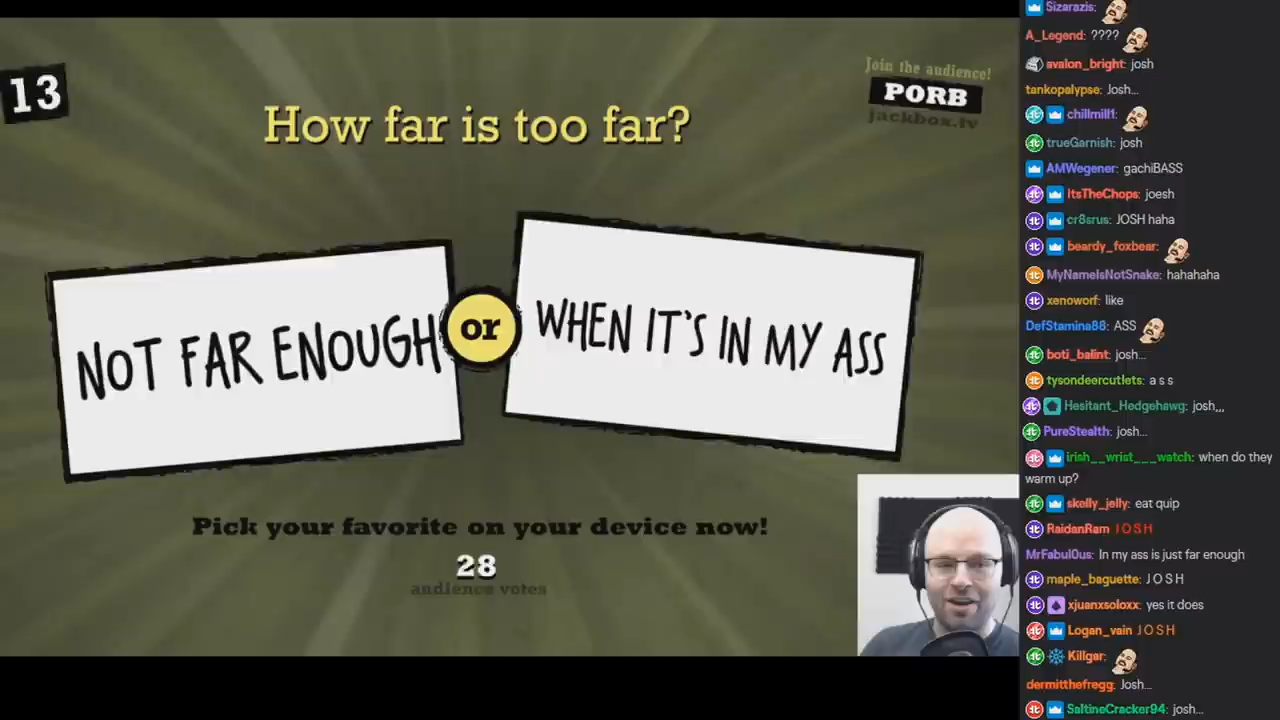 13
How far is too far?
Join the audience!
PORB
jackbox.tv
NOT FAR ENOUGH
or
WHEN IT'S IN MY ASS
Pick your favorite on your device now!
28
audience votes
Sizarazis:
A_Legend: ????
avalon_bright: josh
tankopalypse: Josh...
chillmill1:
trueGarnish: josh
AMWegener: gachiBASS
ItsTheChops: joesh
cr8srus: JOSH haha
beardy_foxbear:
MyNameIsNotSnake: hahahaha
xenoworf: like
DefStamina86: ASS
boti_balint: josh...
tysondeercutlets: a s s
Hesitant_Hedgehawg: josh,,,
PureStealth: josh...
irish__wrist___watch: when do they
warm up?
skelly_jelly: eat quip
RaidanRam J O S H
MrFabul0us: In my ass is just far enough
maple_baguette: J O S H
xjuanxsoloxx: yes it does
Logan_vain J O S H
Killgar:
dermitthefregg: Josh...
SaltineCracker94: josh...